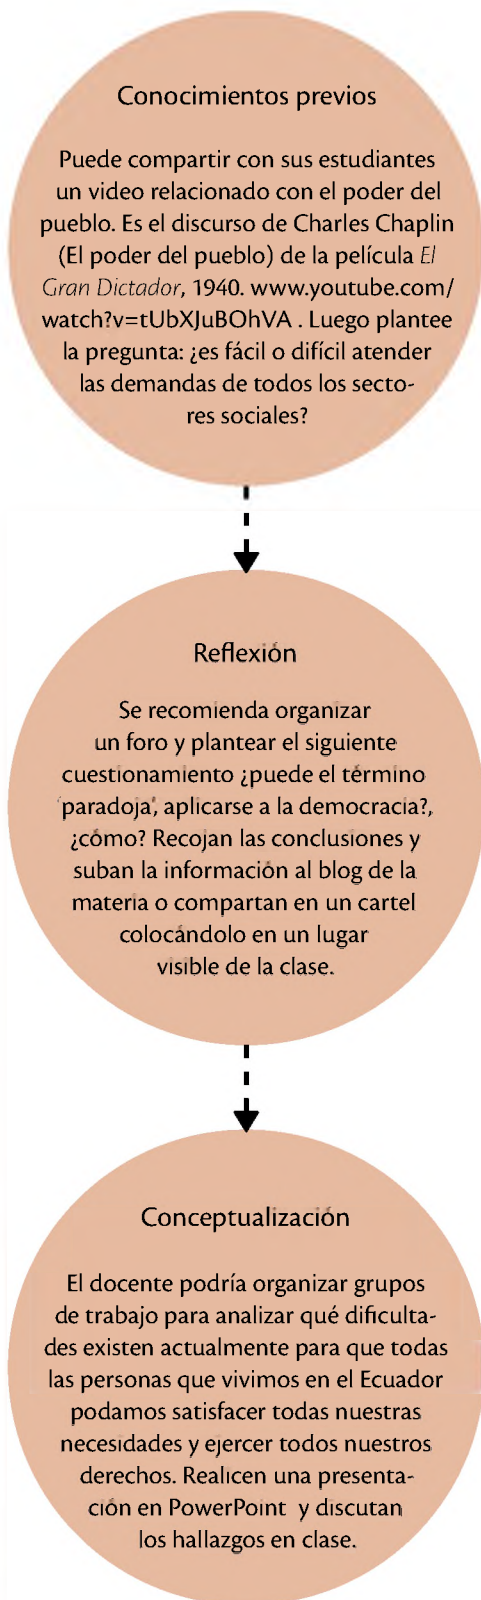 Conocimientos previos
Puede compartir con sus estudiantes
un video relacionado con el poder del
pueblo. Es el discurso de Charles Chaplin
(El poder del pueblo) de la película El
Gran Dictador, 1940. www.youtube.com/
watch?v=tUbXJuBOhVA . Luego plantee
la pregunta: ¿es fácil o difícil atender
las demandas de todos los secto-
res sociales?
Reflexión
Se recomienda organizar
un foro y plantear el siguiente
cuestionamiento ¿puede el término
'paradoja', aplicarse a la democracia?,
¿cómo? Recojan las conclusiones y
suban la información al blog de la
materia o compartan en un cartel
colocándolo en un lugar
visible de la clase.
Conceptualización
El docente podría organizar grupos
de trabajo para analizar qué dificulta-
des existen actualmente para que todas
las personas que vivimos en el Ecuador
podamos satisfacer todas nuestras
necesidades y ejercer todos nuestros
derechos. Realicen una presenta-
ción en PowerPoint y discutan
los hallazgos en clase.